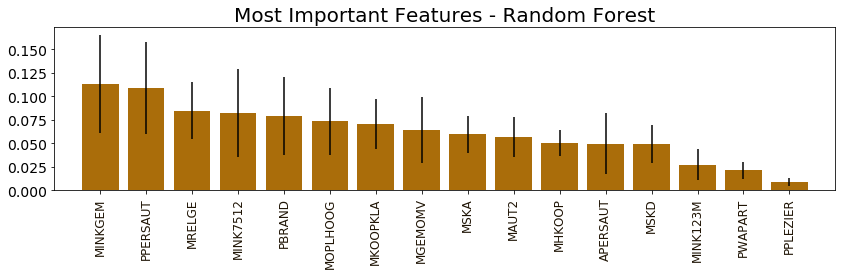 Most Important Features - Random Forest
0.150
0.125
0.100
0.075
0.050
0.025
0.000
MINKGEM
PPERSAUT
MRELGE
MINK7512
PBRAND
MOPLHOOG
MKOOPKLA
MGEMOMV
MSKA
MAUT2
MHKOOP
APERSAUT
MSKD
MINK123M
PWAPART
PPLEZIER